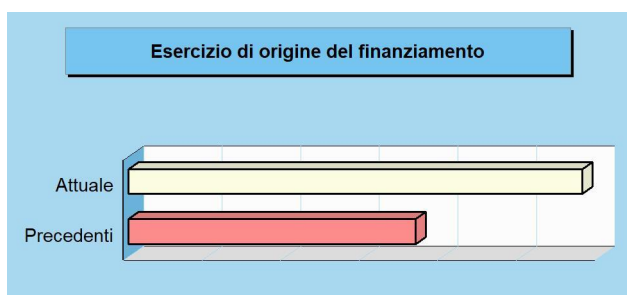 Esercizio di origine del finanziamento
Attuale
Precedenti